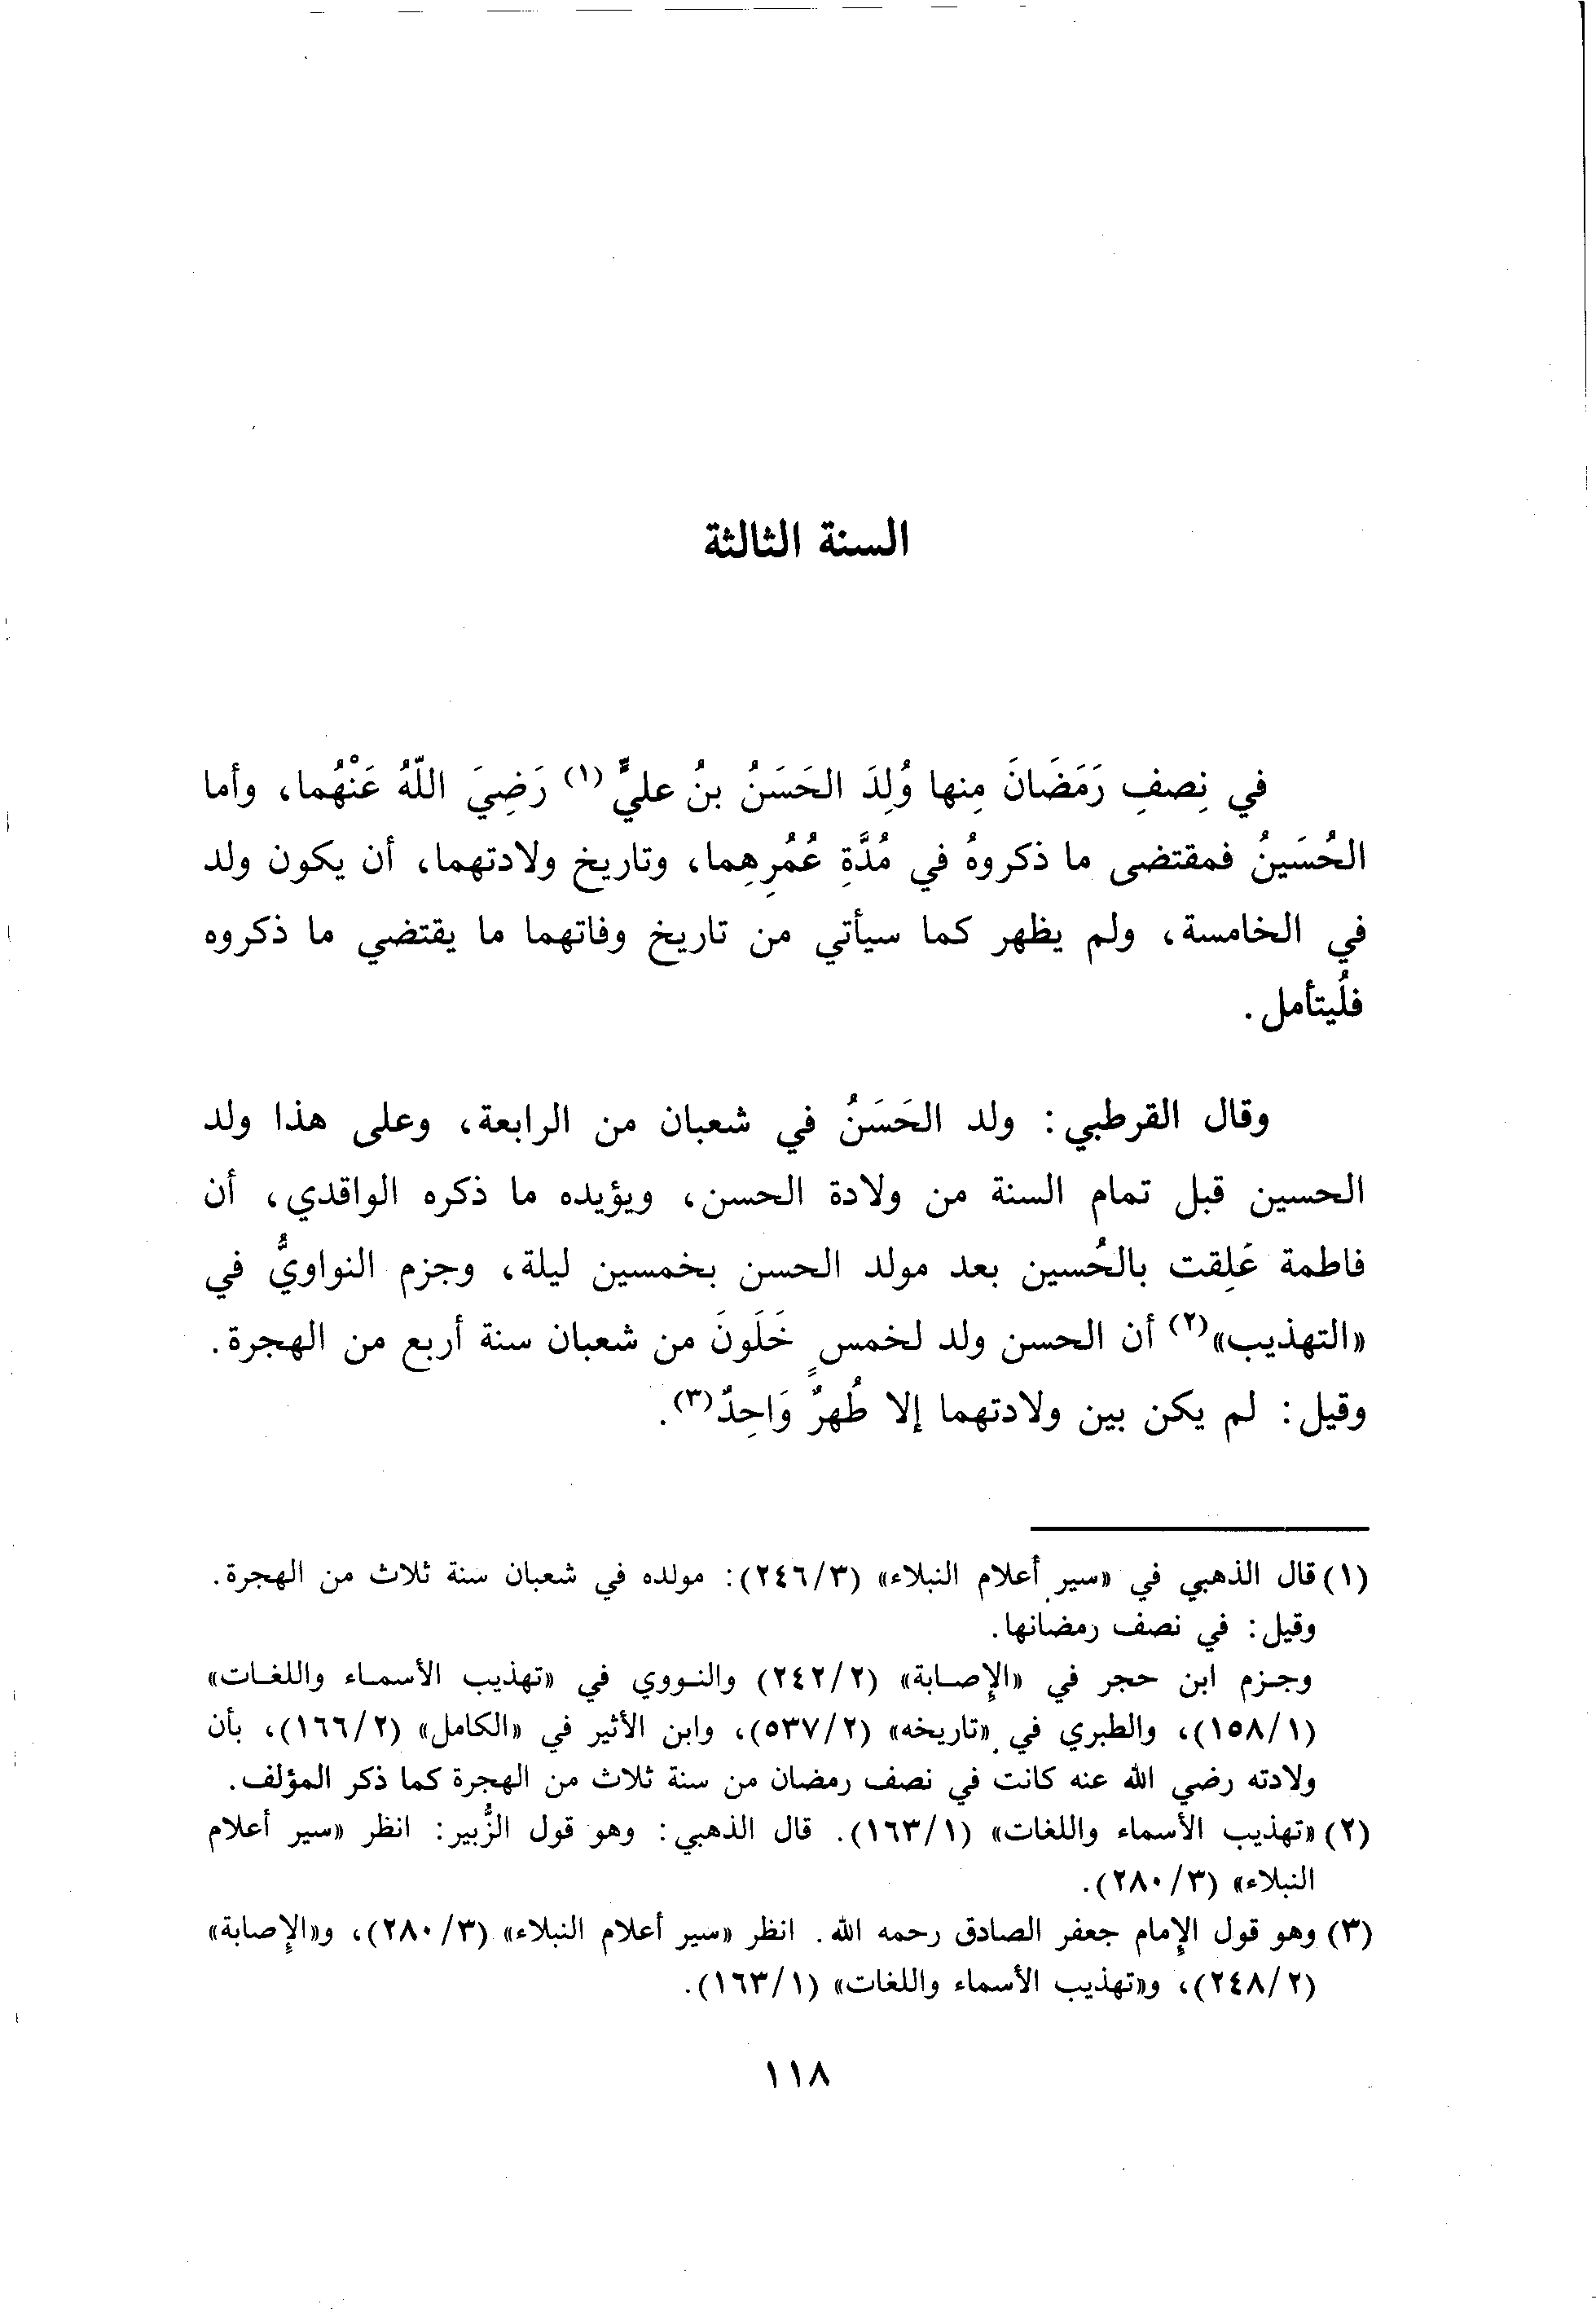 السنة الثالثة
في نِصفِ رَمَضَانَ مِنها وُلِدَ الحَسَنُ بنُ عليٍّ(١) رَضِيَ اللّهُ عَنْهُما، وأما
الحُسَينُ فمقتضى ما ذكروهُ في مُدَّةِ عُمُرِهِما، وتاريخ ولادتهما، أن يكون ولد
في الخامسة، ولم يظهر كما سيأتي من تاريخ وفاتهما ما يقتضي ما ذكروه
فلُيتأمل.
وقال القرطبي: ولد الحَسَنُ في شعبان من الرابعة، وعلى هذا ولد
الحسين قبل تمام السنة من ولادة الحسن، ويؤيده ما ذكره الواقدي، أن
فاطمة عَلِقت بالحُسين بعد مولد الحسن بخمسين ليلة، وجزم النواويُّ في
«التهذيب»(٢) أن الحسن ولد لخمسٍ خَلَونَ من شعبان سنة أربع من الهجرة.
وقيل: لم يكن بين ولادتهما إلا طُهرٌ وَاحِدٌ(٣).
(١) قال الذهبي في «سير أعلام النبلاء» (٢٤٦/٣): مولده في شعبان سنة ثلاث من الهجرة.
وقيل: في نصف رمضانها.
وجزم ابن حجر في «الإصابة» (٢٤٢/٢) والنووي في «تهذيب الأسماء واللغات»
(١٥٨/١)، والطبري في «تاريخه» (٥٣٧/٢)، وابن الأثير في «الكامل» (١٦٦/٢)، بأن
ولادته رضي الله عنه كانت في نصف رمضان من سنة ثلاث من الهجرة كما ذكر المؤلف.
(٢) «تهذيب الأسماء واللغات» (١٦٣/١). قال الذهبي: وهو قول الزُّبير: انظر «سير أعلام
النبلاء» (٢٨٠/٣).
(٣) وهو قول الإمام جعفر الصادق رحمه الله. انظر «سير أعلام النبلاء» (٢٨٠/٣)، و«الإصابة»
(٢٤٨/٢)، و«تهذيب الأسماء واللغات» (١٦٣/١).
١١٨